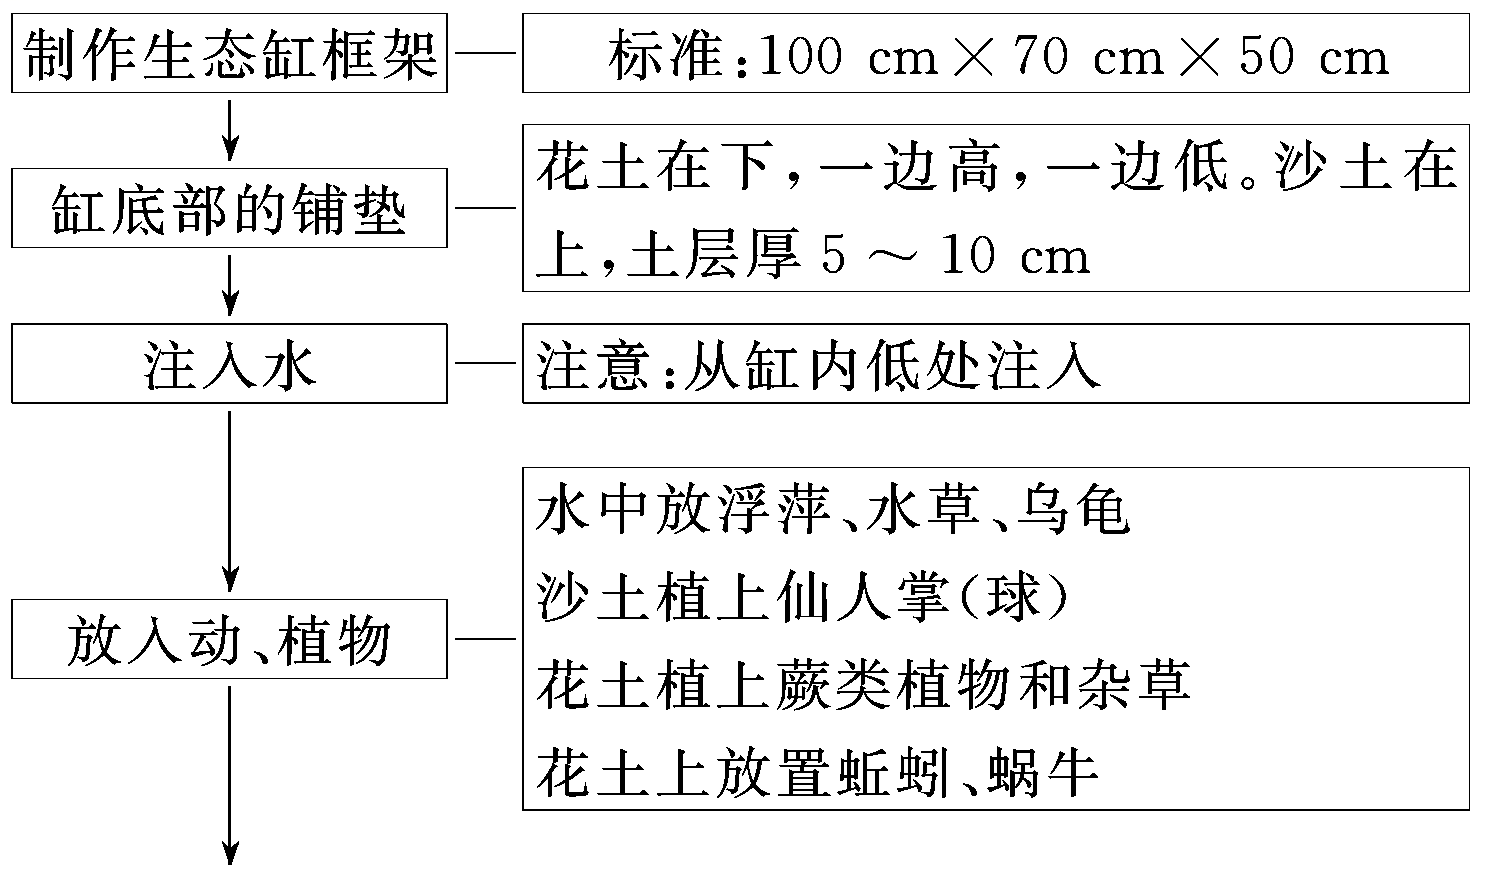 制作生态缸框架
标准:100 cm×70 cm×50 cm
缸底部的铺垫
花土在下,一边高,一边低。沙土在
上,土层厚 5～10 cm
注入水
注意:从缸内低处注入
放入动、植物
水中放浮萍、水草、乌龟
沙土植上仙人掌(球)
花土植上蕨类植物和杂草
花土上放置蚯蚓、蜗牛